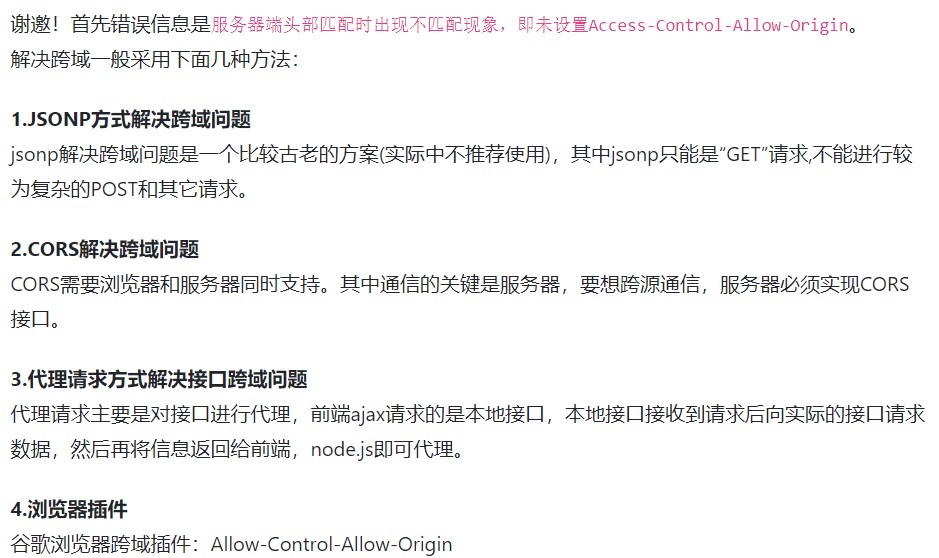 谢邀！首先错误信息是服务器端头部匹配时出现不匹配现象，即未设置Access-Control-Allow-Origin。
解决跨域一般采用下面几种方法：
1.JSONP方式解决跨域问题
jsonp解决跨域问题是一个比较古老的方案(实际中不推荐使用)，其中jsonp只能是“GET”请求,不能进行较
为复杂的POST和其它请求。
2.CORS解决跨域问题
CORS需要浏览器和服务器同时支持。其中通信的关键是服务器，要想跨源通信，服务器必须实现CORS
接口。
3.代理请求方式解决接口跨域问题
代理请求主要是对接口进行代理，前端ajax请求的是本地接口，本地接口接收到请求后向实际的接口请求
数据，然后再将信息返回给前端，node.js即可代理。
4.浏览器插件
谷歌浏览器跨域插件：Allow-Control-Allow-Origin